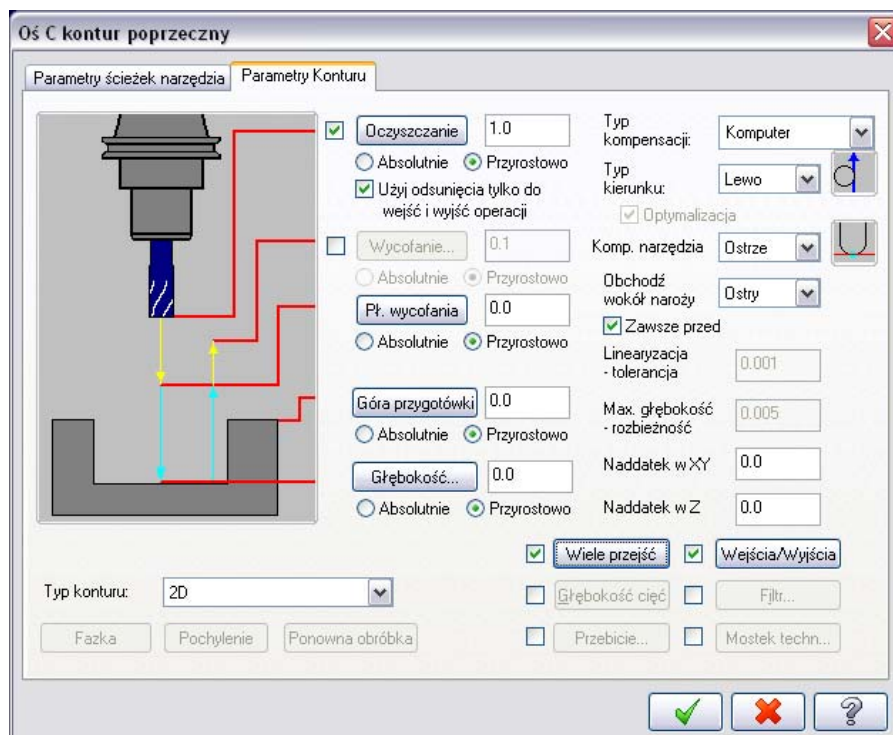 Oś C kontur poprzeczny
Parametry ścieżek narzędzia
Parametry Konturu
Oczyszczanie
1.0
Absolutnie
Przyrostowo
Użyj odsunięcia tylko do
wejść i wyjść operacji
Wycofanie...
0.1
Absolutnie
Przyrostowo
Pł. wycofania
0.0
Absolutnie
Przyrostowo
Góra przygotówki
0.0
Absolutnie
Przyrostowo
Głębokość...
0.0
Absolutnie
Przyrostowo
Typ
kompensacji:
Komputer
Typ
kierunku:
Lewo
Optymalizacja
Komp. narzędzia
Ostrze
Obchodź
wokół naroży
Ostry
Zawsze przed
Linearyzacja
- tolerancja
0.001
Max. głębokość
- rozbieżność
0.005
Naddatek w XY
0.0
Naddatek w Z
0.0
Wiele przejść
Wejścia/Wyjścia
Typ konturu:
2D
Głębokość cięć
Filtr...
Fazka
Pochylenie
Ponowna obróbka
Przebicie...
Mostek techn...